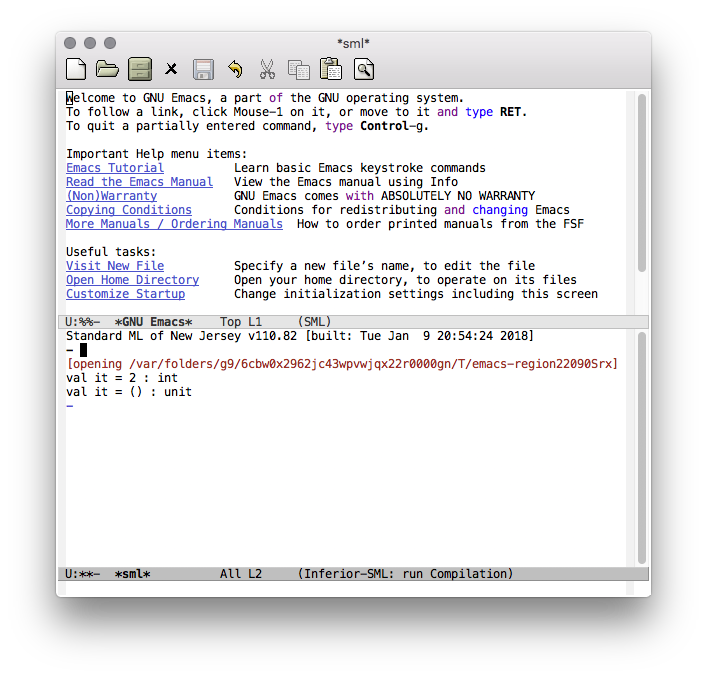 *sml*
Welcome to GNU Emacs, a part of the GNU operating system.
To follow a link, click Mouse-1 on it, or move to it and type RET.
To quit a partially entered command, type Control-g.
Important Help menu items:
Emacs Tutorial Learn basic Emacs keystroke commands
Read the Emacs Manual View the Emacs manual using Info
(Non)Warranty GNU Emacs comes with ABSOLUTELY NO WARRANTY
Copying Conditions Conditions for redistributing and changing Emacs
More Manuals / Ordering Manuals How to order printed manuals from the FSF
Useful tasks:
Visit New File Specify a new file’s name, to edit the file
Open Home Directory Open your home directory, to operate on its files
Customize Startup Change initialization settings including this screen
U:%%- *GNU Emacs* Top L1 (SML)
Standard ML of New Jersey v110.82 [built: Tue Jan  9 20:54:24 2018]
-
[opening /var/folders/g9/6cbw0x2962jc43wpvwjqx22r0000gn/T/emacs-region22090Srx]
val it = 2 : int
val it = () : unit
-
U:**- *sml* All L2 (Inferior-SML: run Compilation)